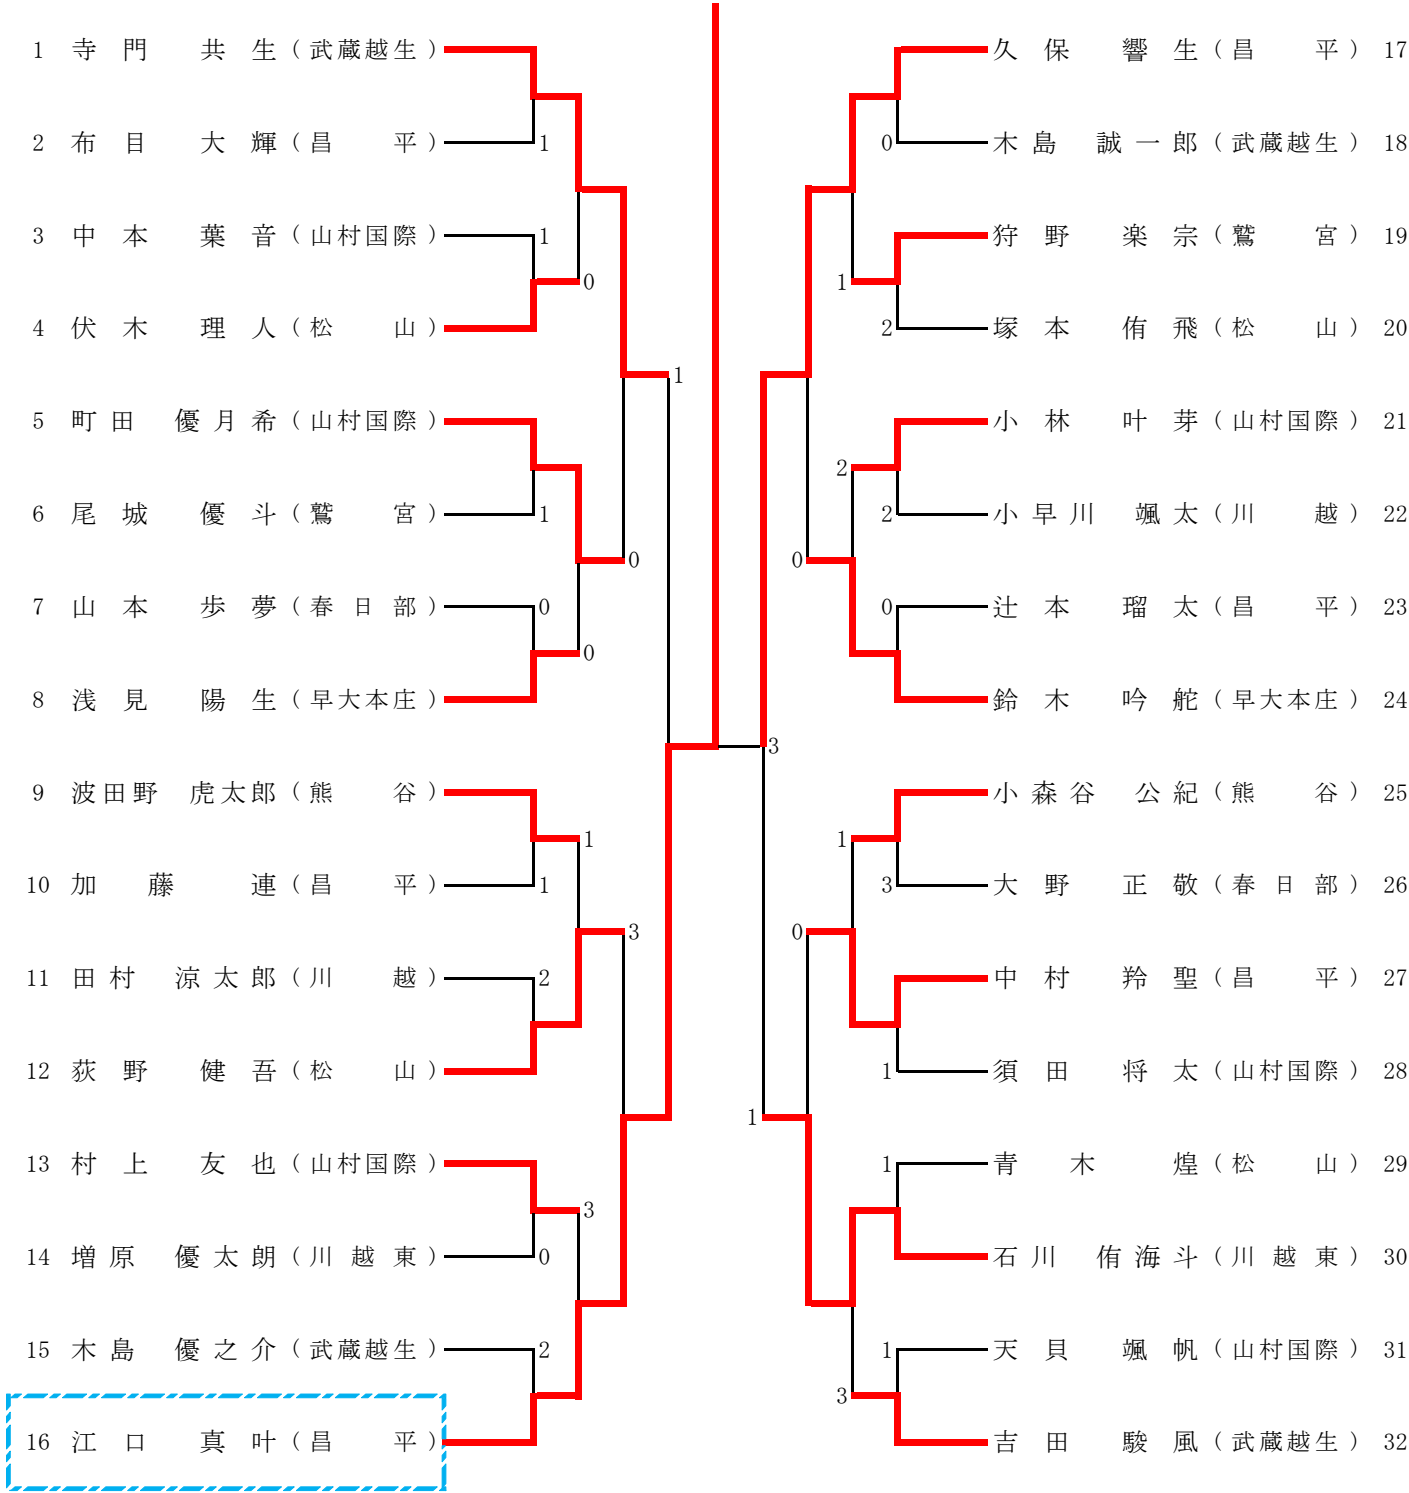 1 寺門 共生（武蔵越生） 久保 響生（昌平）17
2 布目 大輝（昌平）1 0 木島 誠一郎（武蔵越生）18
3 中本 葉音（山村国際）1 狩野 楽宗（鷲宮）19
0 1
4 伏木 理人（松山） 2 塚本 侑飛（松山）20
1
5 町田 優月希（山村国際） 小林 叶芽（山村国際）21
2
6 尾城 優斗（鷲宮）1 2 小早川 颯太（川越）22
0 0
7 山本 歩夢（春日部）0 0 辻本 瑠太（昌平）23
0
8 浅見 陽生（早大本庄） 鈴木 吟舵（早大本庄）24
3
9 波田野 虎太郎（熊谷） 小森谷 公紀（熊谷）25
1 1
10 加藤 連（昌平）1 3 大野 正敬（春日部）26
3 0
11 田村 涼太郎（川越）2 中村 羚聖（昌平）27
12 荻野 健吾（松山） 1 須田 将太（山村国際）28
1
13 村上 友也（山村国際） 1 青木 煌（松山）29
3
14 増原 優太朗（川越東）0 石川 侑海斗（川越東）30
15 木島 優之介（武蔵越生）2 1 天貝 颯帆（山村国際）31
3
16 江口 真叶（昌平） 吉田 駿風（武蔵越生）32